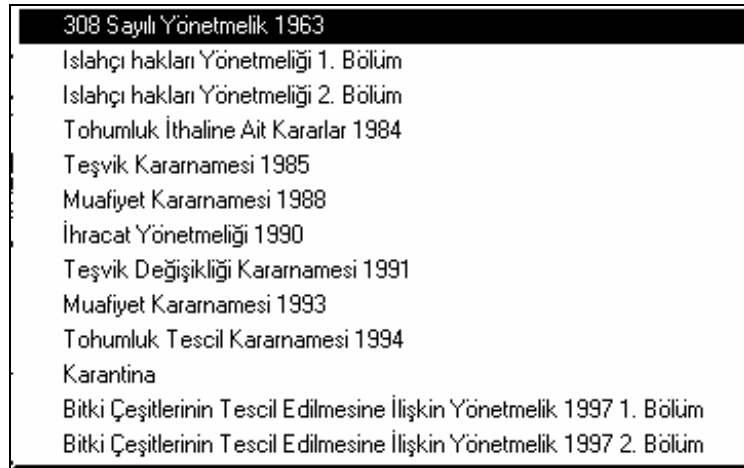 308 Sayılı Yönetmelik 1963
Islahçı hakları Yönetmeliği 1. Bölüm
Islahçı hakları Yönetmeliği 2. Bölüm
Tohumluk İthaline Ait Kararlar 1984
Teşvik Kararnamesi 1985
Muafiyet Kararnamesi 1988
İhracat Yönetmeliği 1990
Teşvik Değişikliği Kararnamesi 1991
Muafiyet Kararnamesi 1993
Tohumluk Tescil Kararnamesi 1994
Karantina
Bitki Çeşitlerinin Tescil Edilmesine İlişkin Yönetmelik 1997 1. Bölüm
Bitki Çeşitlerinin Tescil Edilmesine İlişkin Yönetmelik 1997 2. Bölüm